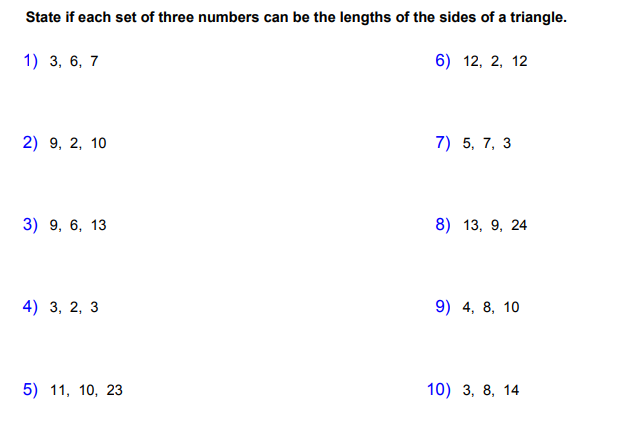 State if each set of three numbers can be the lengths of the sides of a triangle.
1) 3, 6, 7
6) 12, 2, 12
2) 9, 2, 10
7) 5, 7, 3
3) 9, 6, 13
8) 13, 9, 24
4) 3, 2, 3
9) 4, 8, 10
5) 11, 10, 23
10) 3, 8, 14